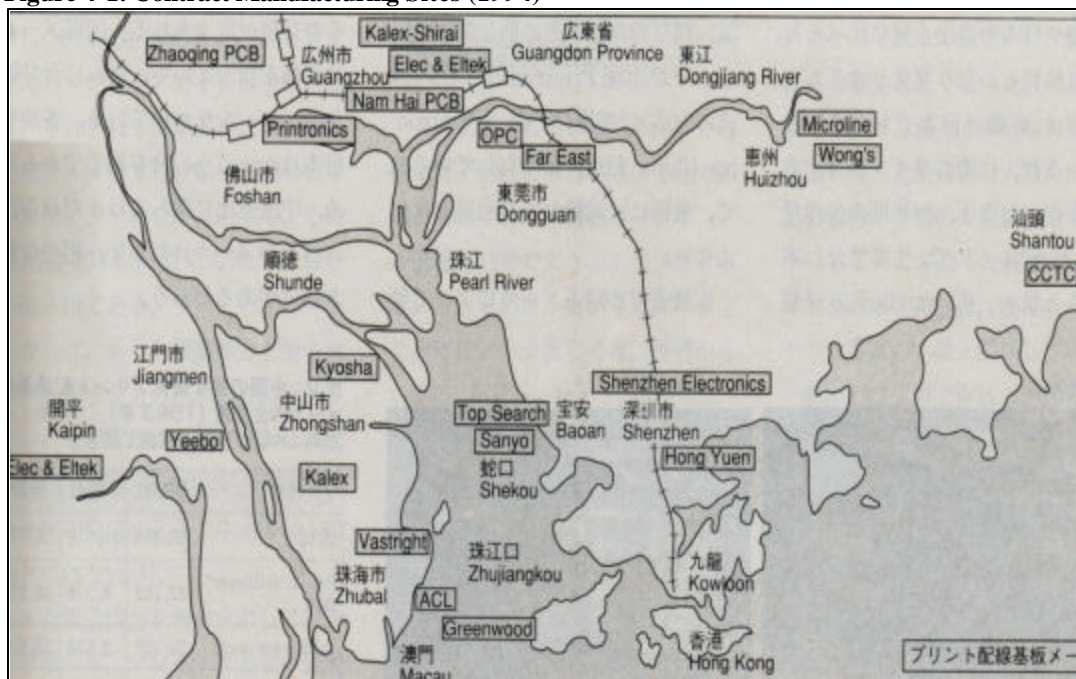 Figure 4-1: Contract Manufacturing Sites (1994)
Zhaoqing PCB
広州市
Guangzhou
Kalex-Shirai
Elec & Eltek
Nam Hai PCB
Printronics
広東省
Guangdon Province
東江
Dongjiang River
OPC
Far East
Microline
Wong's
惠州
Huizhou
佛山市
Foshan
東莞市
Dongguan
汕頭
Shantou
CCTC
順徳
Shunde
珠江
Pearl River
江門市
Jiangmen
Kyosha
開平
Kaipin
Yeebo
Elec & Eltek
中山市
Zhongshan
Kalex
Shenzhen Electronics
Top Search
Sanyo
宝安
Baoan
深圳市
Shenzhen
Hong Yuen
蛇口
Shekou
Vastright
珠海市
Zhubal
珠江口
Zhujiangkou
九龍
Kowloon
ACL
Greenwood
澳門
Macau
香港
Hong Kong
プリント配線基板メー